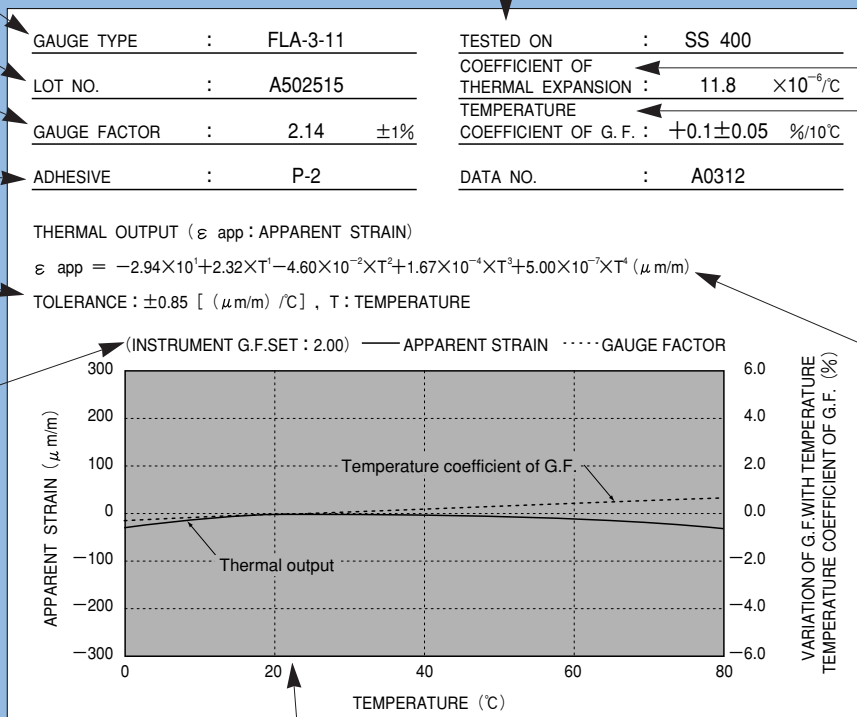 GAUGE TYPE : FLA-3-11
LOT NO. : A502515
GAUGE FACTOR : 2.14 ±1%
ADHESIVE : P-2
TESTED ON : SS 400
COEFFICIENT OF
THERMAL EXPANSION : 11.8 ×10⁻⁶/℃
TEMPERATURE
COEFFICIENT OF G. F. : +0.1±0.05 %/10℃
DATA NO. : A0312
THERMAL OUTPUT (ε app : APPARENT STRAIN)
ε app = −2.94×10¹+2.32×T¹−4.60×10⁻²×T²+1.67×10⁻⁴×T³+5.00×10⁻⁷×T⁴ (μm/m)
TOLERANCE : ±0.85 [ (μm/m) /℃] , T : TEMPERATURE
(INSTRUMENT G.F.SET : 2.00) APPARENT STRAIN GAUGE FACTOR
300
200
100
0
−100
−200
−300
APPARENT STRAIN (μm/m)
Temperature coefficient of G.F.
Thermal output
6.0
4.0
2.0
0.0
−2.0
−4.0
−6.0
VARIATION OF G.F.WITH TEMPERATURE
TEMPERATURE COEFFICIENT OF G.F. (%)
0 20 40 60 80
TEMPERATURE (℃)